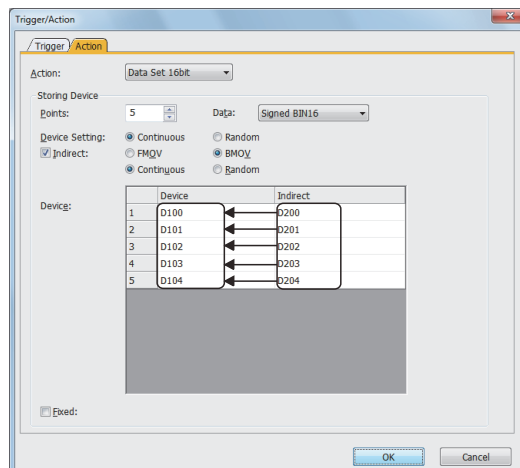 Trigger/Action
Trigger Action
Action: Data Set 16bit
Storing Device
Points: 5 Data: Signed BIN16
Device Setting: Continuous Random
Indirect: FMOV BMOV
Continuous Random
Device:
Device Indirect
1 D100 D200
2 D101 D201
3 D102 D202
4 D103 D203
5 D104 D204
Fixed:
OK Cancel